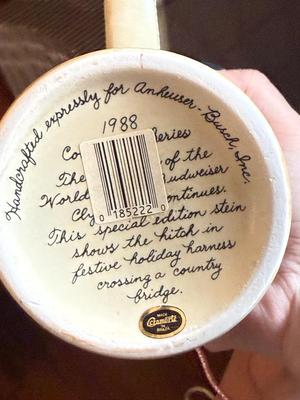 Handcrafted expressly for Anheuser-Busch, Inc.
1988
Co Series
The of the
World udweiser
Cly ontinues.
This special edition stein
shows the hitch in
festive holiday harness
crossing a country
bridge.
0 185222 0
MADE
Ceramarte
IN
BRAZIL